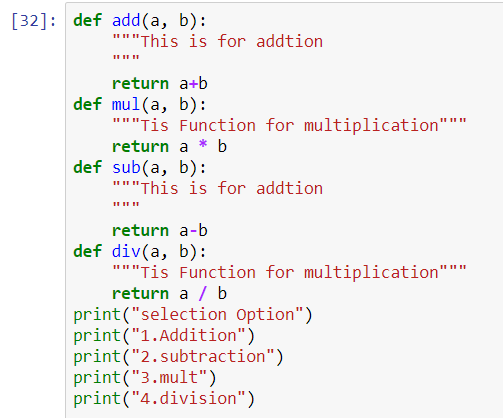 [32]: def add(a, b):
    """This is for addtion
    """
    return a+b
def mul(a, b):
    """Tis Function for multiplication"""
    return a * b
def sub(a, b):
    """This is for addtion
    """
    return a-b
def div(a, b):
    """Tis Function for multiplication"""
    return a / b
print("selection Option")
print("1.Addition")
print("2.subtraction")
print("3.mult")
print("4.division")